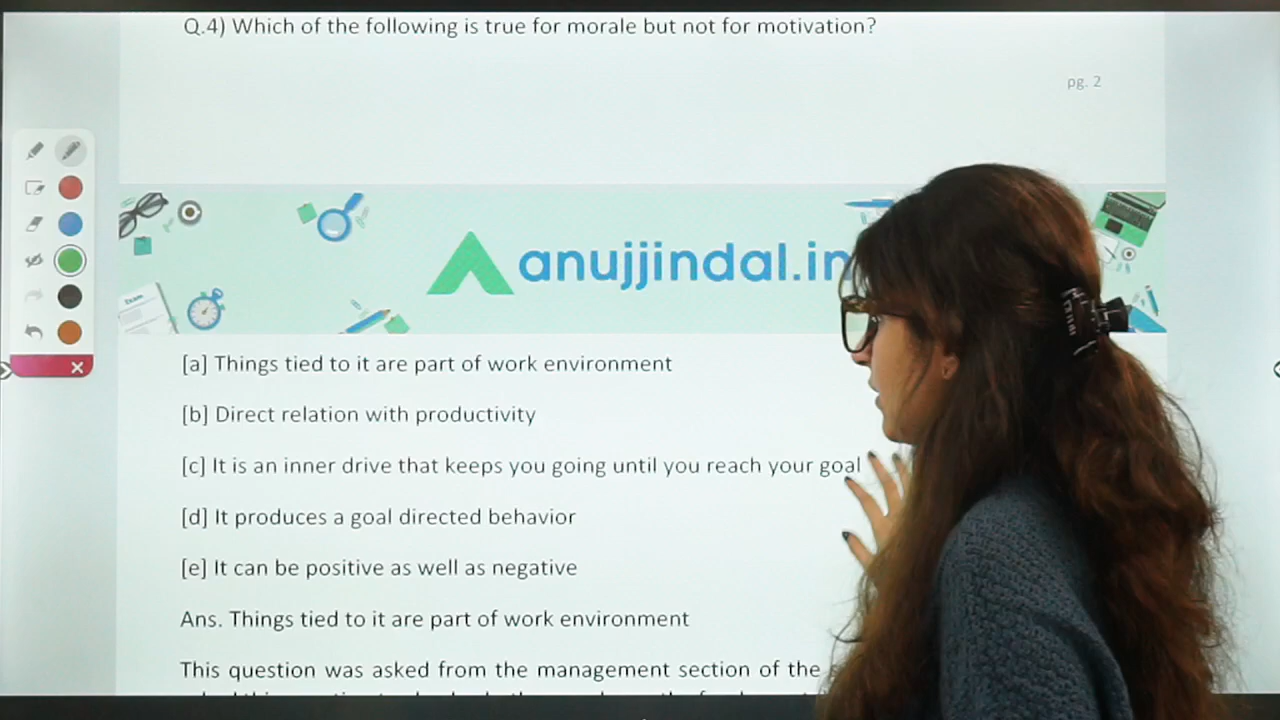 Q.4) Which of the following is true for morale but not for motivation?
pg. 2
anujjindal.in
[a] Things tied to it are part of work environment
[b] Direct relation with productivity
[c] It is an inner drive that keeps you going until you reach your goal
[d] It produces a goal directed behavior
[e] It can be positive as well as negative
Ans. Things tied to it are part of work environment
This question was asked from the management section of the